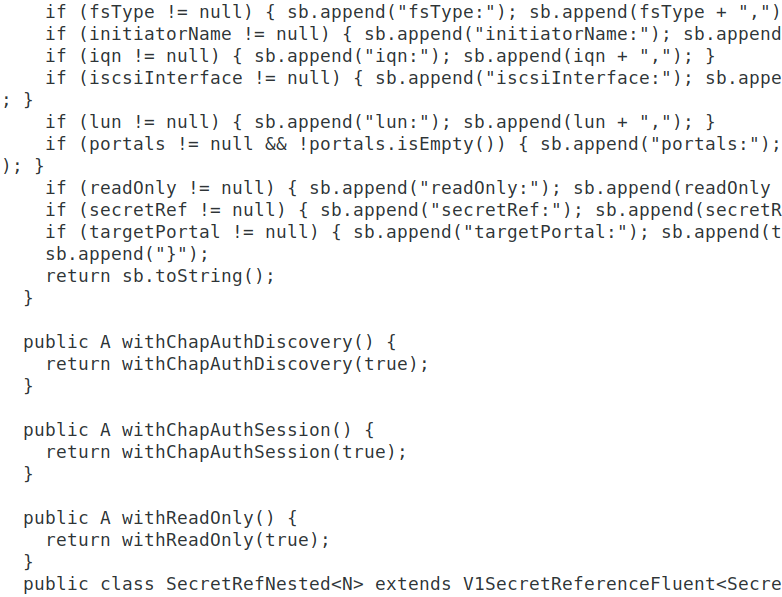 if (fsType != null) { sb.append("fsType:"); sb.append(fsType + ",")
    if (initiatorName != null) { sb.append("initiatorName:"); sb.append
    if (iqn != null) { sb.append("iqn:"); sb.append(iqn + ","); }
    if (iscsiInterface != null) { sb.append("iscsiInterface:"); sb.appe
; }
    if (lun != null) { sb.append("lun:"); sb.append(lun + ","); }
    if (portals != null && !portals.isEmpty()) { sb.append("portals:");
); }
    if (readOnly != null) { sb.append("readOnly:"); sb.append(readOnly
    if (secretRef != null) { sb.append("secretRef:"); sb.append(secretR
    if (targetPortal != null) { sb.append("targetPortal:"); sb.append(t
    sb.append("}");
    return sb.toString();
  }

  public A withChapAuthDiscovery() {
    return withChapAuthDiscovery(true);
  }

  public A withChapAuthSession() {
    return withChapAuthSession(true);
  }

  public A withReadOnly() {
    return withReadOnly(true);
  }
  public class SecretRefNested<N> extends V1SecretReferenceFluent<Secre